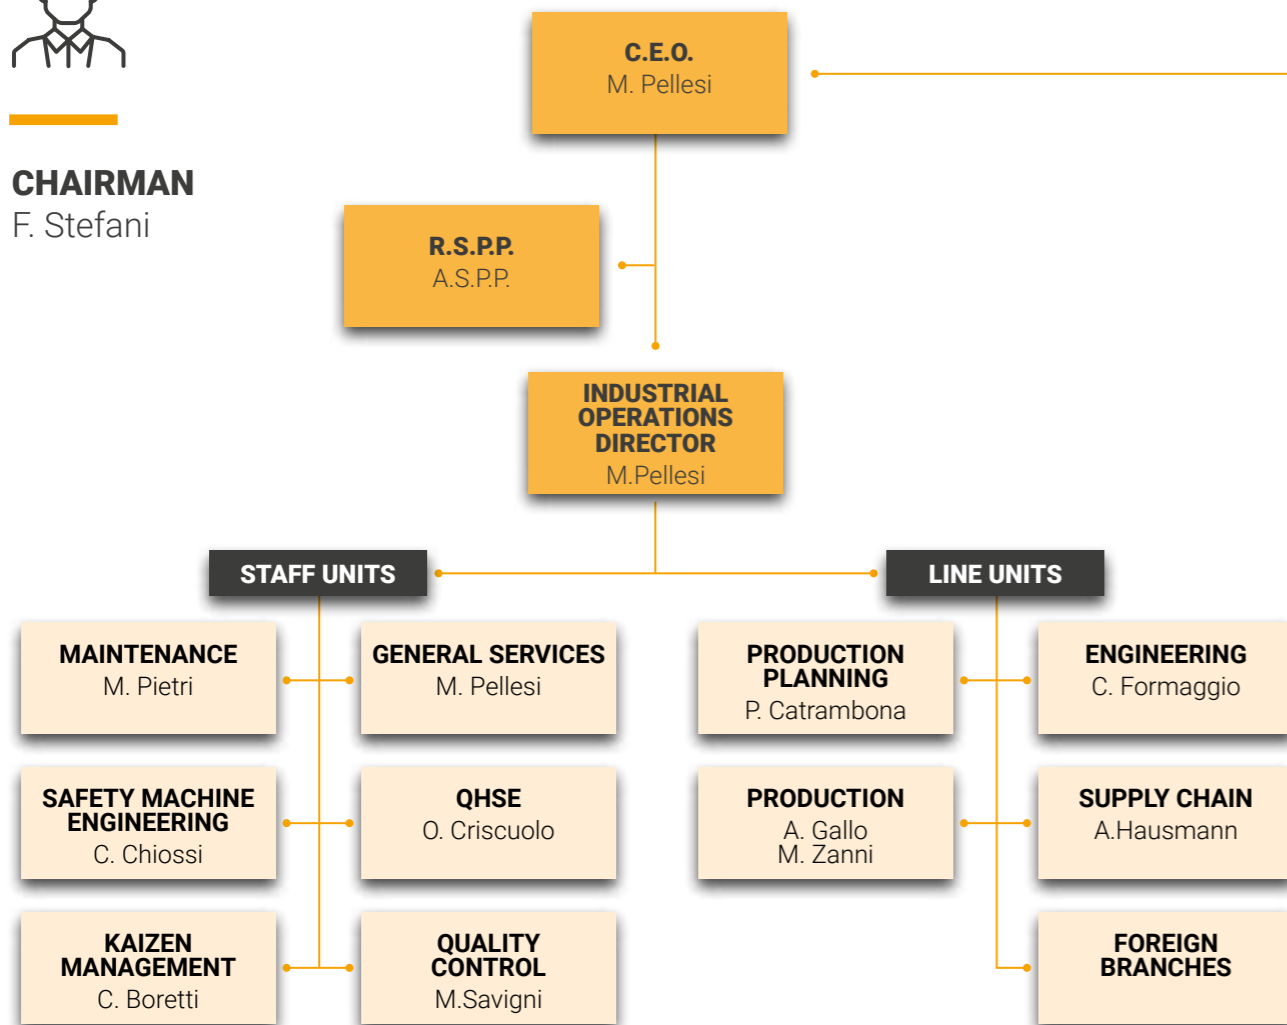 C.E.O.
M. Pellesi
CHAIRMAN
F. Stefani
R.S.P.P.
A.S.P.P.
INDUSTRIAL
OPERATIONS
DIRECTOR
M.Pellesi
STAFF UNITS
LINE UNITS
MAINTENANCE
M. Pietri
GENERAL SERVICES
M. Pellesi
PRODUCTION
PLANNING
P. Catrambona
ENGINEERING
C. Formaggio
SAFETY MACHINE
ENGINEERING
C. Chiossi
QHSE
O. Criscuolo
PRODUCTION
A. Gallo
M. Zanni
SUPPLY CHAIN
A.Hausmann
KAIZEN
MANAGEMENT
C. Boretti
QUALITY
CONTROL
M.Savigni
FOREIGN
BRANCHES